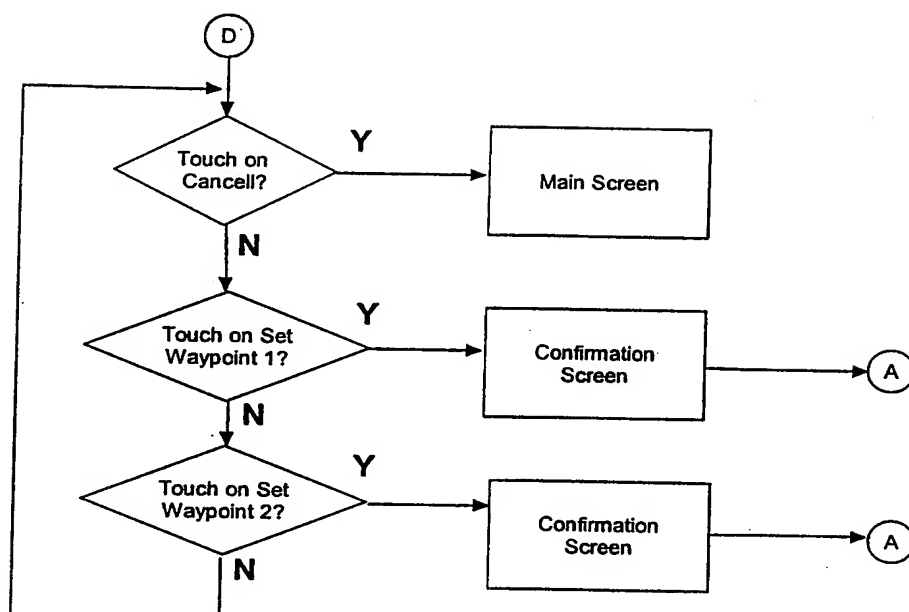 D
Touch on
Cancell?
Y
Main Screen
N
Touch on Set
Waypoint 1?
Y
Confirmation
Screen
A
N
Touch on Set
Waypoint 2?
Y
Confirmation
Screen
A
N